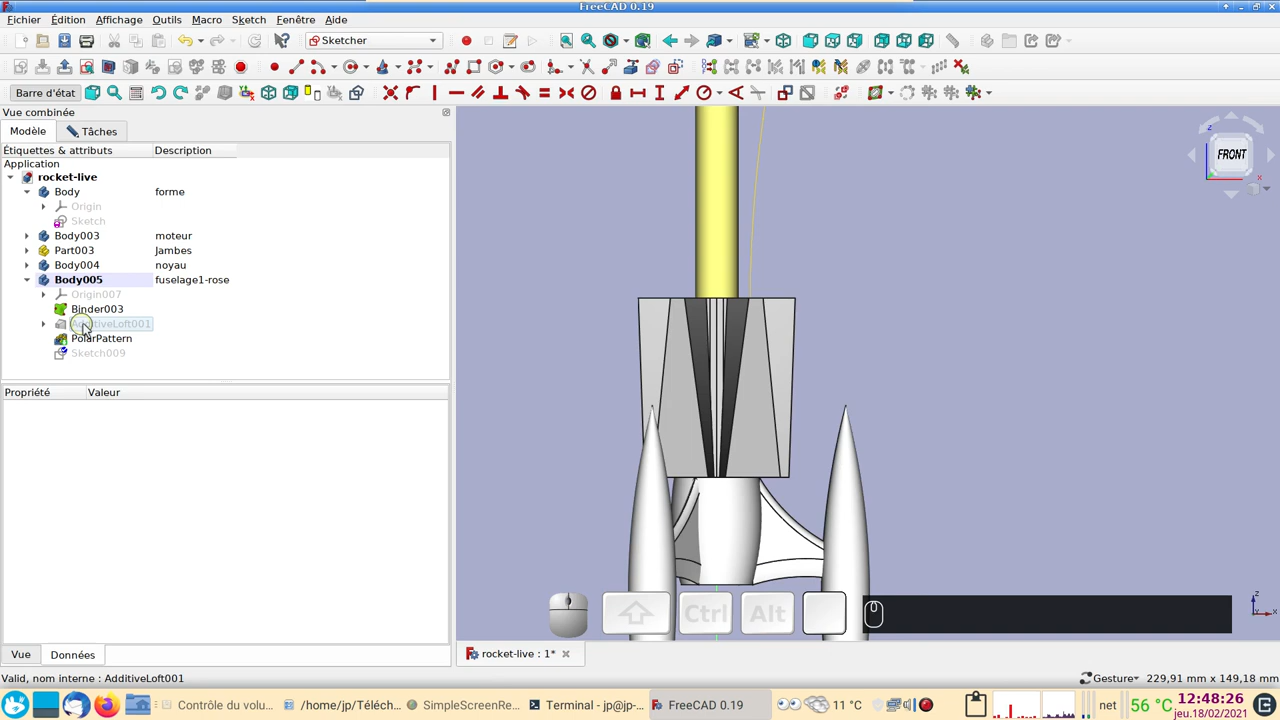 FreeCAD 0.19
Fichier Édition Affichage Outils Macro Sketch Fenêtre Aide
Sketcher
Barre d'état
Vue combinée
Modèle Tâches
Étiquettes & attributs Description
Application
rocket-live
Body forme
Origin
Sketch
Body003 moteur
Part003 Jambes
Body004 noyau
Body005 fuselage1-rose
Origin007
Binder003
AdditiveLoft001
PolarPattern
Sketch009
Propriété Valeur
FRONT
z
x
Ctrl Alt
z
x
Vue Données
rocket-live : 1*
Valid, nom interne : AdditiveLoft001
Gesture 229,91 mm x 149,18 mm
Contrôle du volu… /home/jp/Téléch… SimpleScreenRe… Terminal - jp@jp-… FreeCAD 0.19 11 °C net 56 °C 12:48:26
jeu.18/02/2021